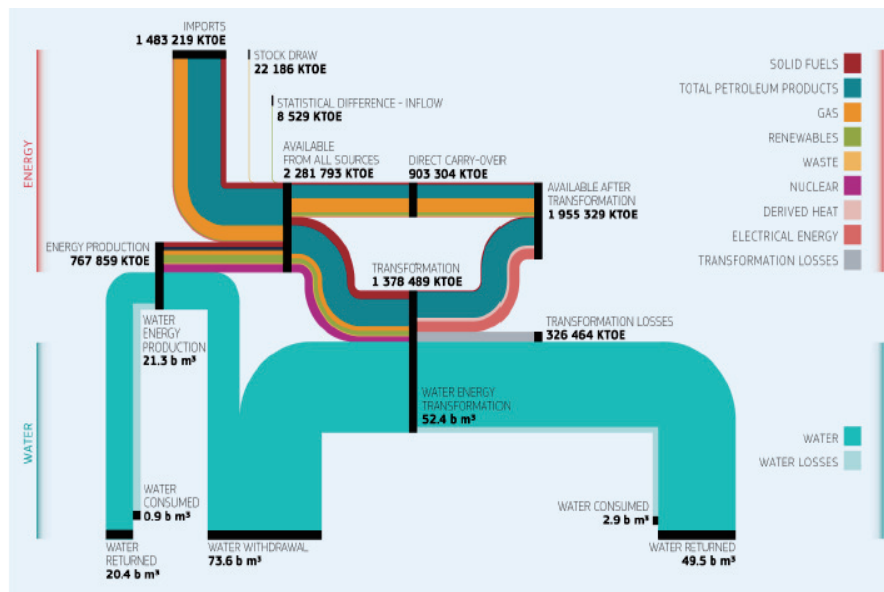 IMPORTS
1 483 219 KTOE
STOCK DRAW
22 186 KTOE
STATISTICAL DIFFERENCE - INFLOW
8 529 KTOE
AVAILABLE
FROM ALL SOURCES
2 281 793 KTOE
DIRECT CARRY-OVER
903 304 KTOE
AVAILABLE AFTER
TRANSFORMATION
1 955 329 KTOE
ENERGY PRODUCTION
767 859 KTOE
TRANSFORMATION
1 378 489 KTOE
TRANSFORMATION LOSSES
326 464 KTOE
WATER
ENERGY
PRODUCTION
21.3 b m³
WATER ENERGY
TRANSFORMATION
52.4 b m³
WATER
CONSUMED
0.9 b m³
WATER
RETURNED
20.4 b m³
WATER WITHDRAWAL
73.6 b m³
WATER CONSUMED
2.9 b m³
WATER RETURNED
49.5 b m³
ENERGY
WATER
SOLID FUELS
TOTAL PETROLEUM PRODUCTS
GAS
RENEWABLES
WASTE
NUCLEAR
DERIVED HEAT
ELECTRICAL ENERGY
TRANSFORMATION LOSSES
WATER
WATER LOSSES